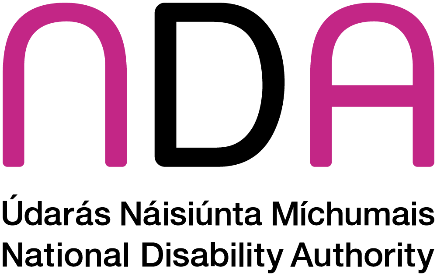 NDA
Údarás Náisiúnta Míchumais
National Disability Authority